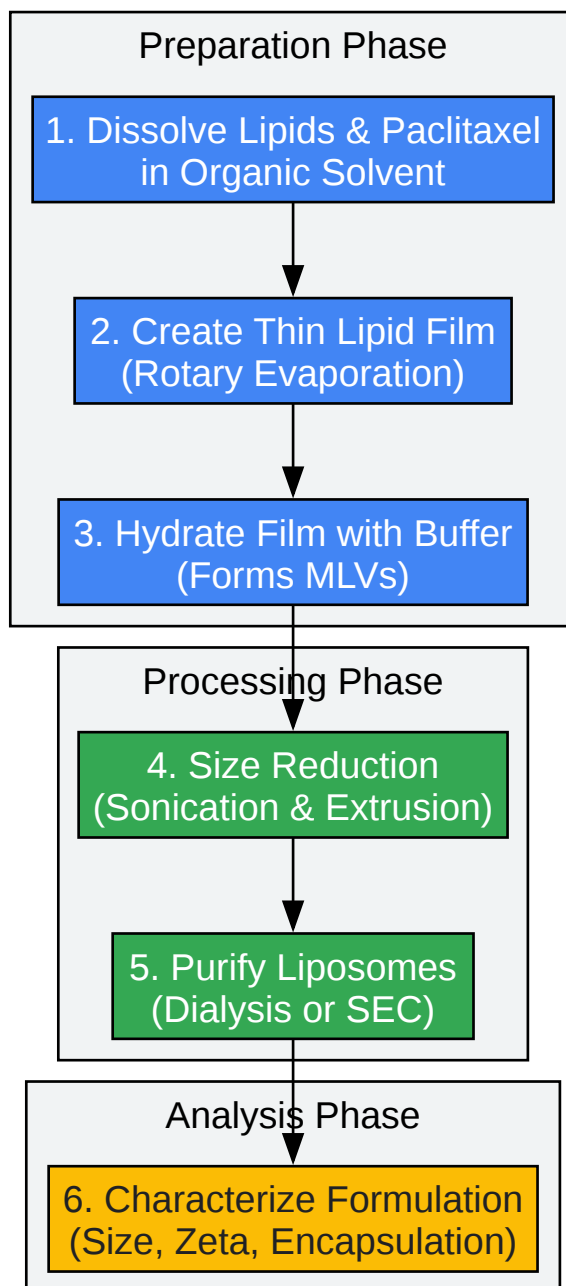 Preparation Phase
1. Dissolve Lipids & Paclitaxel
in Organic Solvent
2. Create Thin Lipid Film
(Rotary Evaporation)
3. Hydrate Film with Buffer
(Forms MLVs)
Processing Phase
4. Size Reduction
(Sonication & Extrusion)
5. Purify Liposomes
(Dialysis or SEC)
Analysis Phase
6. Characterize Formulation
(Size, Zeta, Encapsulation)